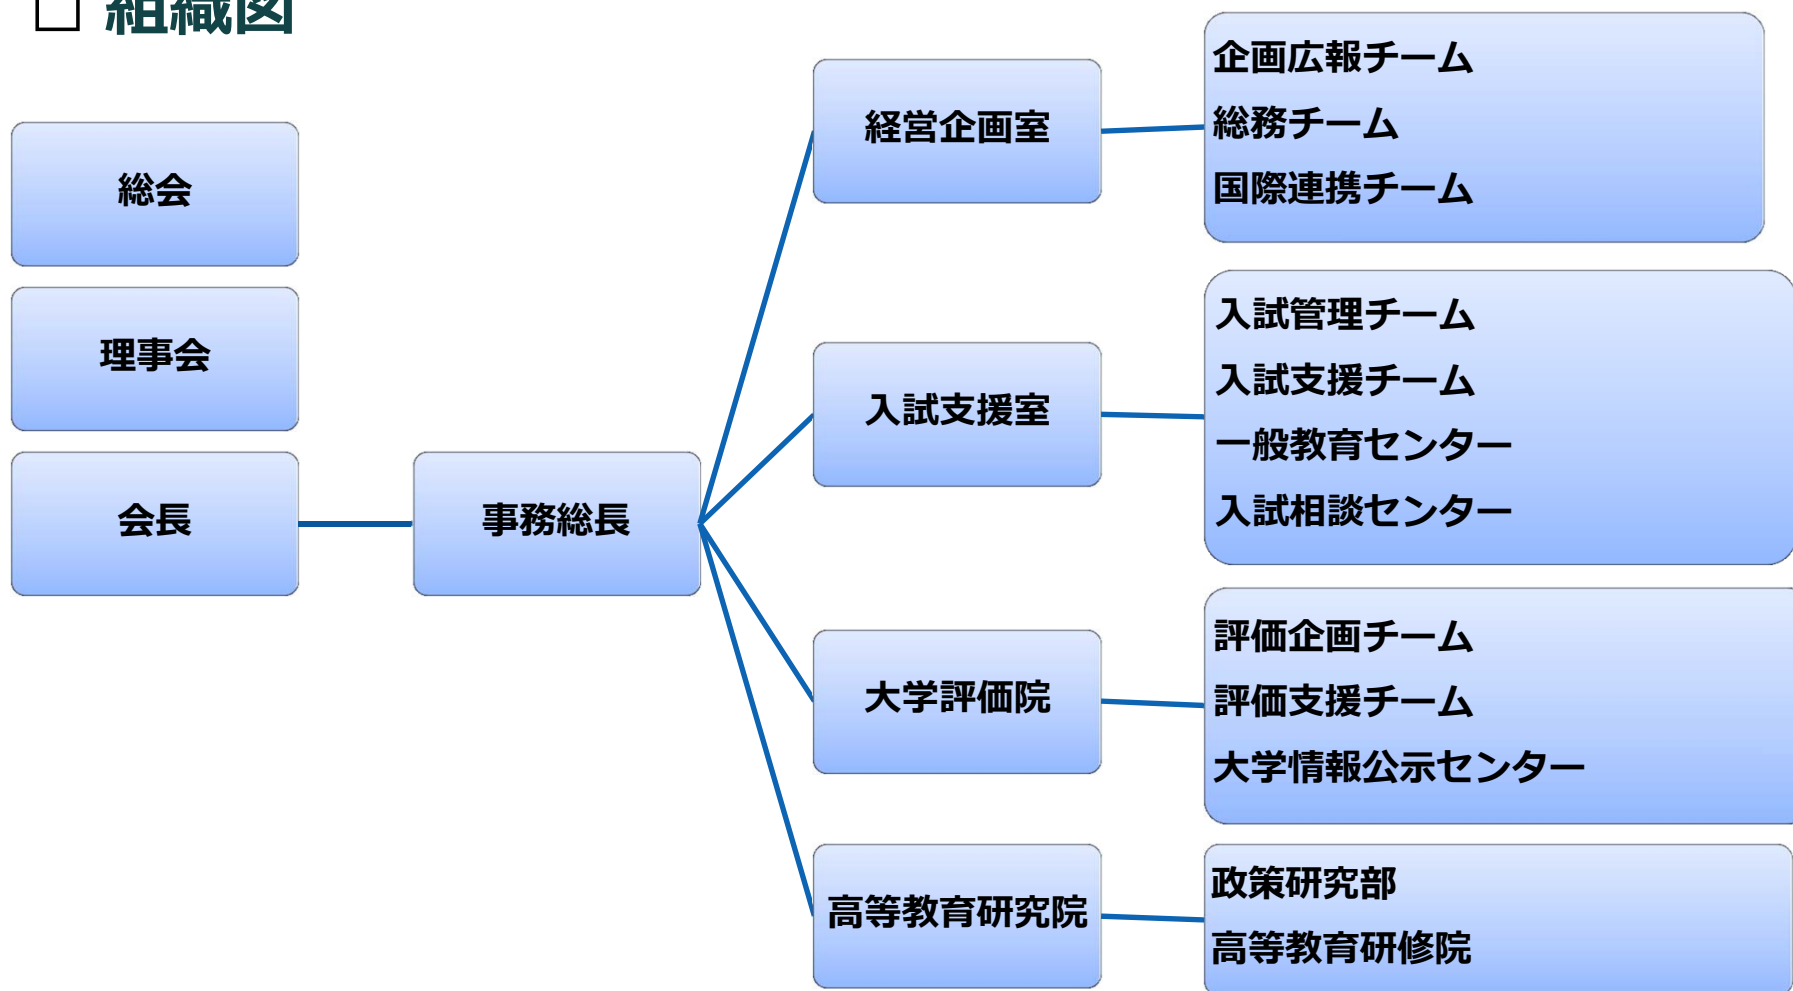 □ 組織図
総会
理事会
会長
事務総長
経営企画室
企画広報チーム
総務チーム
国際連携チーム
入試支援室
入試管理チーム
入試支援チーム
一般教育センター
入試相談センター
大学評価院
評価企画チーム
評価支援チーム
大学情報公示センター
高等教育研究院
政策研究部
高等教育研修院